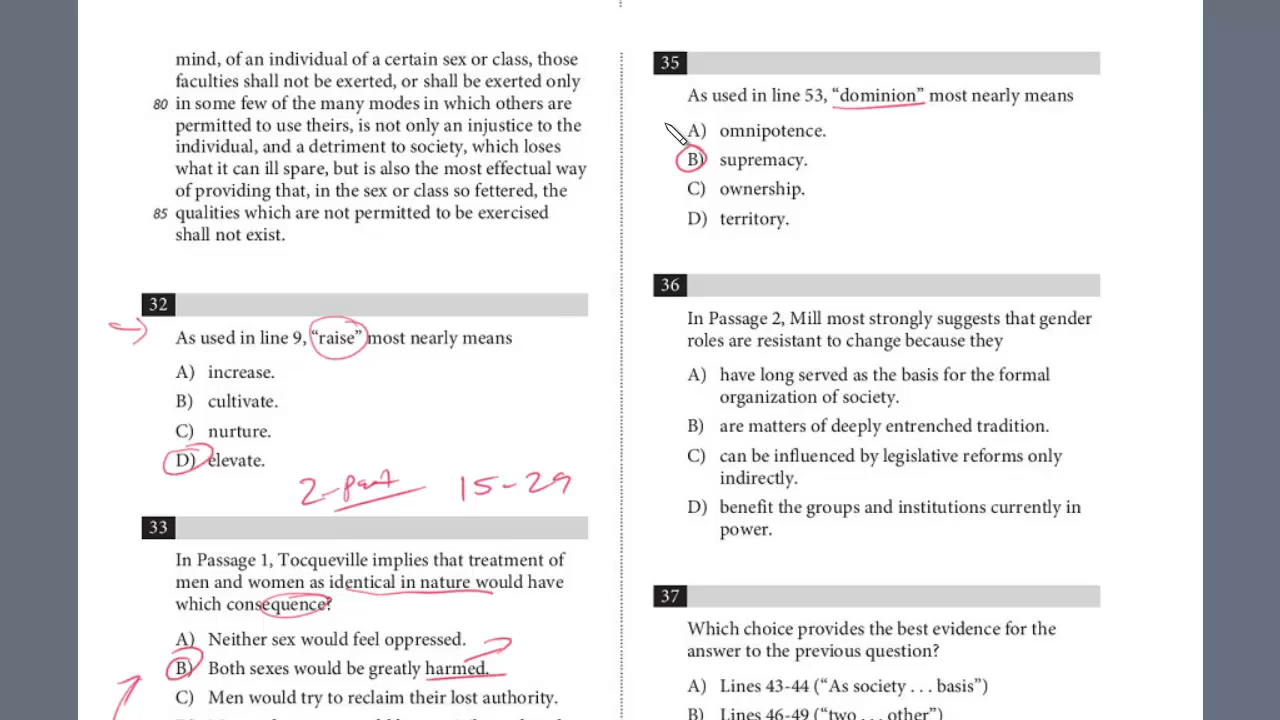 mind, of an individual of a certain sex or class, those
faculties shall not be exerted, or shall be exerted only
80 in some few of the many modes in which others are
permitted to use theirs, is not only an injustice to the
individual, and a detriment to society, which loses
what it can ill spare, but is also the most effectual way
of providing that, in the sex or class so fettered, the
85 qualities which are not permitted to be exercised
shall not exist.
32
As used in line 9, “raise” most nearly means
A) increase.
B) cultivate.
C) nurture.
D) elevate.
2-part 15-29
33
In Passage 1, Tocqueville implies that treatment of
men and women as identical in nature would have
which consequence?
A) Neither sex would feel oppressed.
B) Both sexes would be greatly harmed.
C) Men would try to reclaim their lost authority.
35
As used in line 53, “dominion” most nearly means
A) omnipotence.
B) supremacy.
C) ownership.
D) territory.
36
In Passage 2, Mill most strongly suggests that gender
roles are resistant to change because they
A) have long served as the basis for the formal
organization of society.
B) are matters of deeply entrenched tradition.
C) can be influenced by legislative reforms only
indirectly.
D) benefit the groups and institutions currently in
power.
37
Which choice provides the best evidence for the
answer to the previous question?
A) Lines 43-44 (“As society . . . basis”)
B) Lines 46-49 (“two . . . other”)